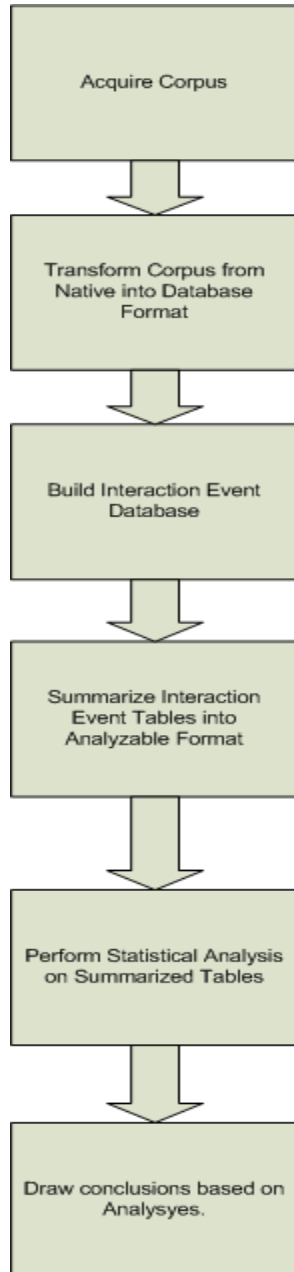 Acquire Corpus
Transform Corpus from
Native into Database
Format
Build Interaction Event
Database
Summarize Interaction
Event Tables into
Analyzable Format
Perform Statistical Analysis
on Summarized Tables
Draw conclusions based on
Analysyes.